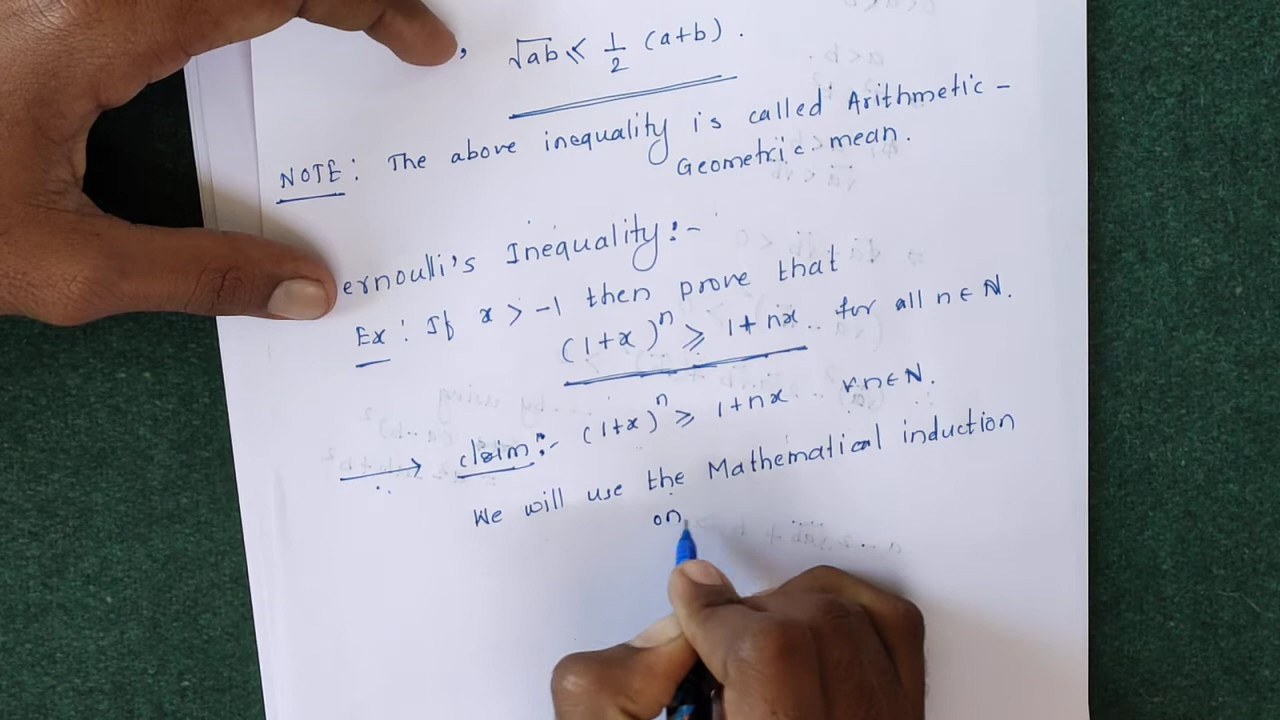 , √ab ≤ 1/2 (a+b).
NOTE: The above inequality is called Arithmetic -
Geometric mean.
ernoulli's Inequality:-
Ex: If x > -1 then prove that
(1+x)^n ≥ 1 + nx for all n ∈ N.
claim:- (1+x)^n ≥ 1+nx ∀ n ∈ N.
We will use the Mathematical induction
on